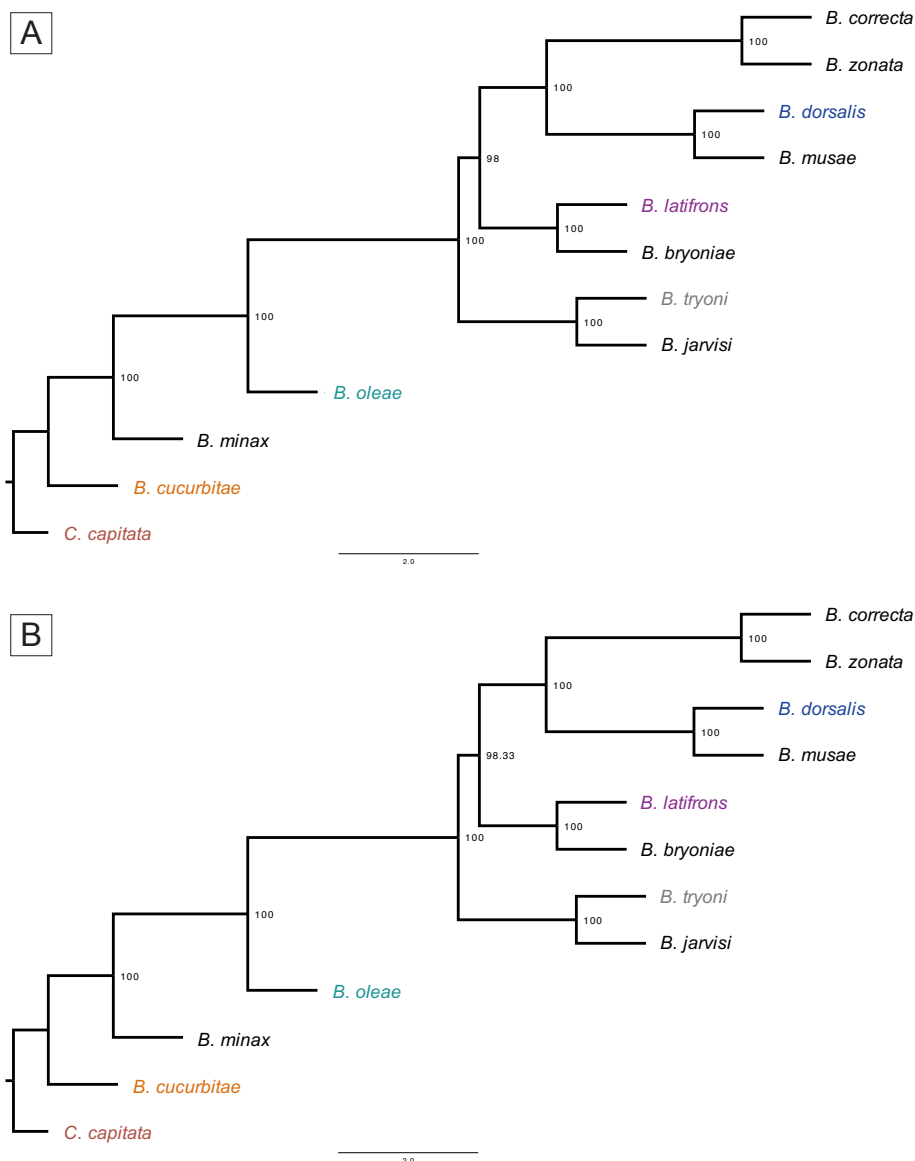 A
B. correcta
100
B. zonata
100
B. dorsalis
100
B. musae
98
B. latifrons
100
B. bryoniae
100
B. tryoni
100
B. jarvisi
100
B. oleae
100
B. minax
B. cucurbitae
C. capitata
2.0
B
B. correcta
100
B. zonata
100
B. dorsalis
100
B. musae
98.33
B. latifrons
100
B. bryoniae
100
B. tryoni
100
B. jarvisi
100
B. oleae
100
B. minax
B. cucurbitae
C. capitata
2.0